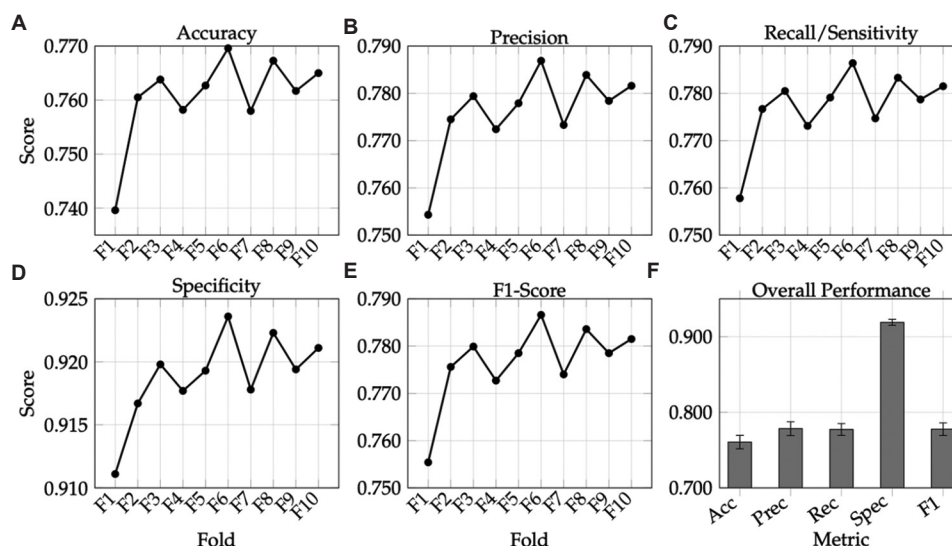 A
Accuracy
0.770
0.760
0.750
0.740
Score
F1
F2
F3
F4
F5
F6
F7
F8
F9
F10
B
Precision
0.790
0.780
0.770
0.760
0.750
F1
F2
F3
F4
F5
F6
F7
F8
F9
F10
C
Recall/Sensitivity
0.790
0.780
0.770
0.760
0.750
F1
F2
F3
F4
F5
F6
F7
F8
F9
F10
D
Specificity
0.925
0.920
0.915
0.910
Score
F1
F2
F3
F4
F5
F6
F7
F8
F9
F10
Fold
E
F1-Score
0.790
0.780
0.770
0.760
0.750
F1
F2
F3
F4
F5
F6
F7
F8
F9
F10
Fold
F
Overall Performance
0.900
0.800
0.700
Acc
Prec
Rec
Spec
F1
Metric